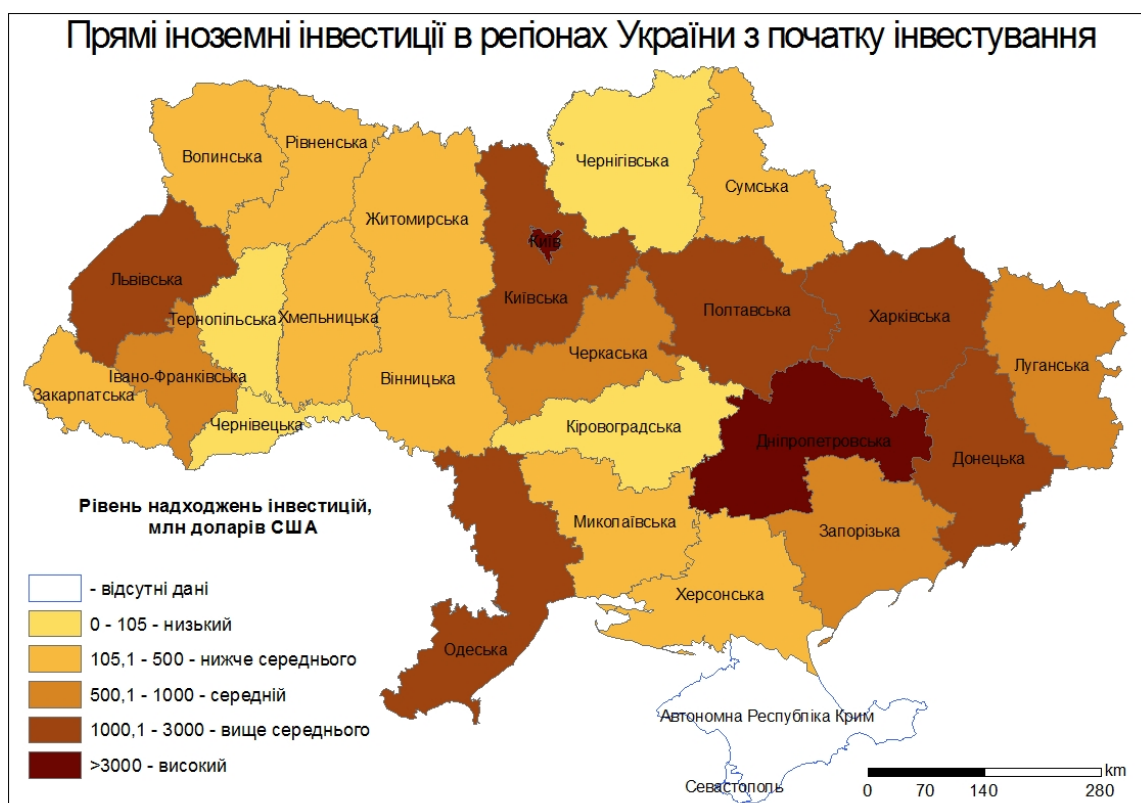 Прямі іноземні інвестиції в регіонах України з початку інвестування
Волинська
Рівненська
Житомирська
Чернігівська
Сумська
Київ
Київська
Львівська
Тернопільська
Хмельницька
Івано-Франківська
Закарпатська
Чернівецька
Вінницька
Черкаська
Полтавська
Харківська
Луганська
Кіровоградська
Дніпропетровська
Донецька
Миколаївська
Запорізька
Херсонська
Одеська
Автономна Республіка Крим
Севастополь
Рівень надходжень інвестицій,
млн доларів США
- відсутні дані
0 - 105 - низький
105,1 - 500 - нижче середнього
500,1 - 1000 - середній
1000,1 - 3000 - вище середнього
>3000 - високий
km
0 70 140 280